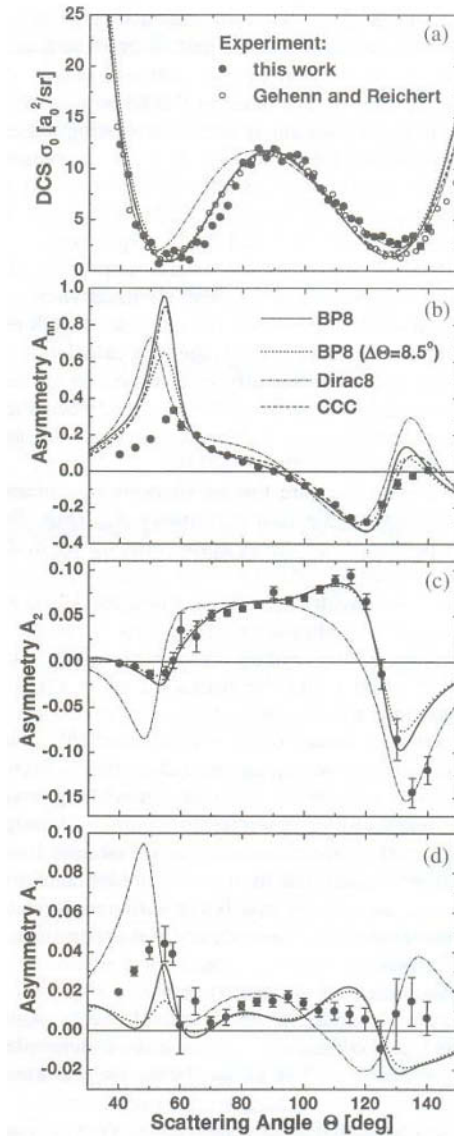 (a)
25
20
15
10
5
0
DCS σ₀ [a₀²/sr]
Experiment:
this work
Gehenn and Reichert
(b)
1.0
0.8
0.6
0.4
0.2
0.0
-0.2
-0.4
Asymmetry Aₙₙ
BP8
BP8 (ΔΘ=8.5°)
Dirac8
CCC
(c)
0.10
0.05
0.00
-0.05
-0.10
-0.15
Asymmetry A₂
(d)
0.10
0.08
0.06
0.04
0.02
0.00
-0.02
Asymmetry A₁
40 60 80 100 120 140
Scattering Angle Θ [deg]